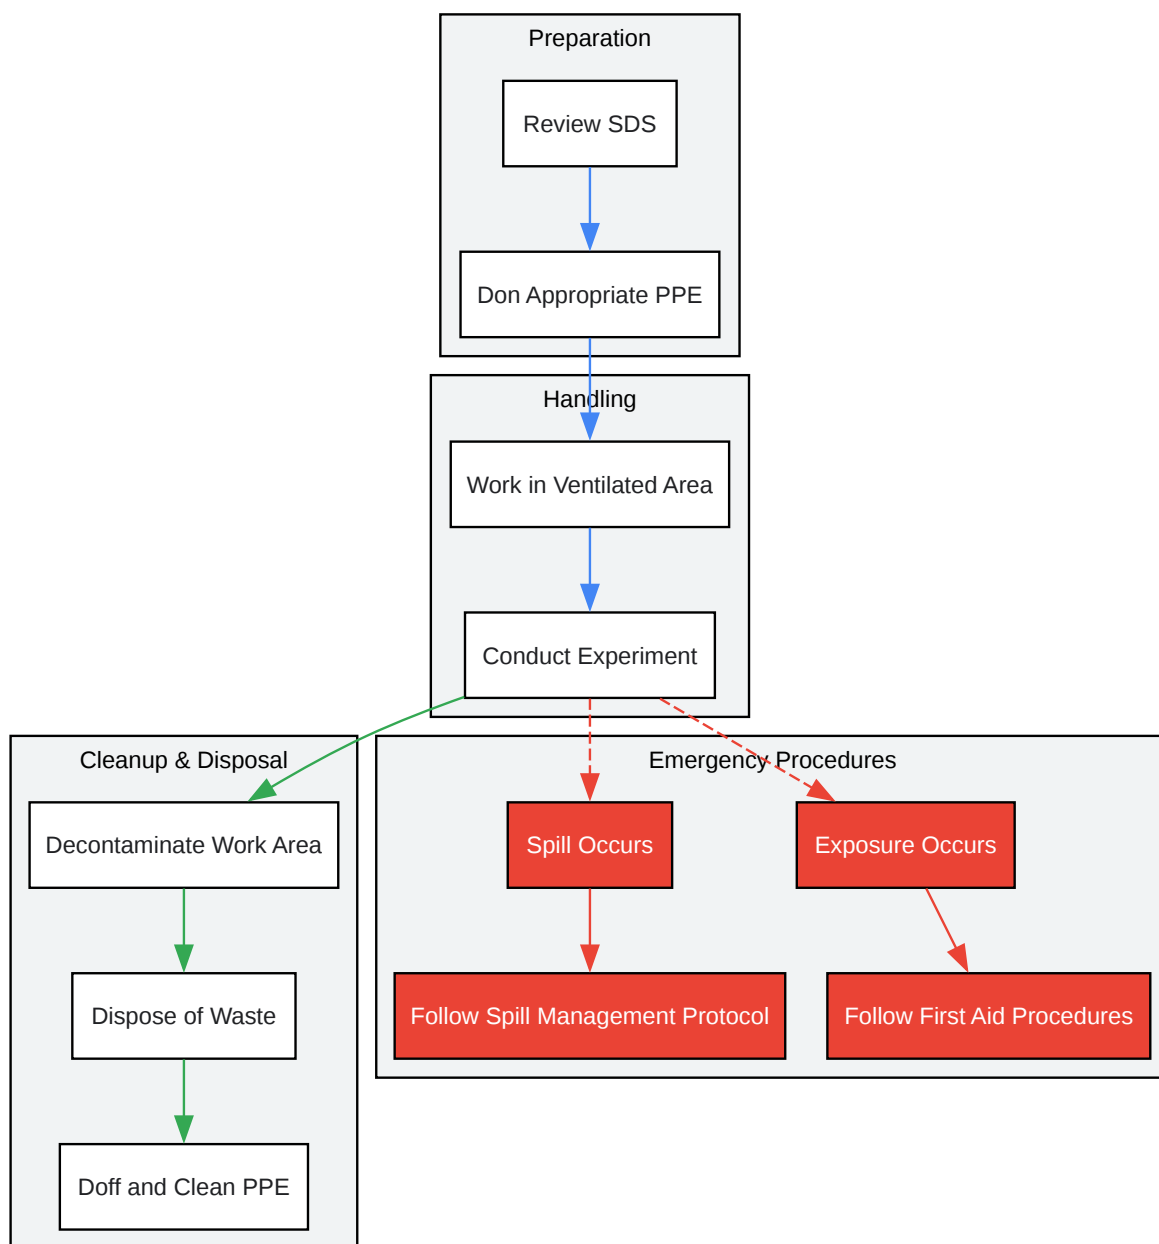 Preparation
Review SDS
Don Appropriate PPE
Handling
Work in Ventilated Area
Conduct Experiment
Cleanup & Disposal
Emergency Procedures
Decontaminate Work Area
Spill Occurs
Exposure Occurs
Dispose of Waste
Follow Spill Management Protocol
Follow First Aid Procedures
Doff and Clean PPE